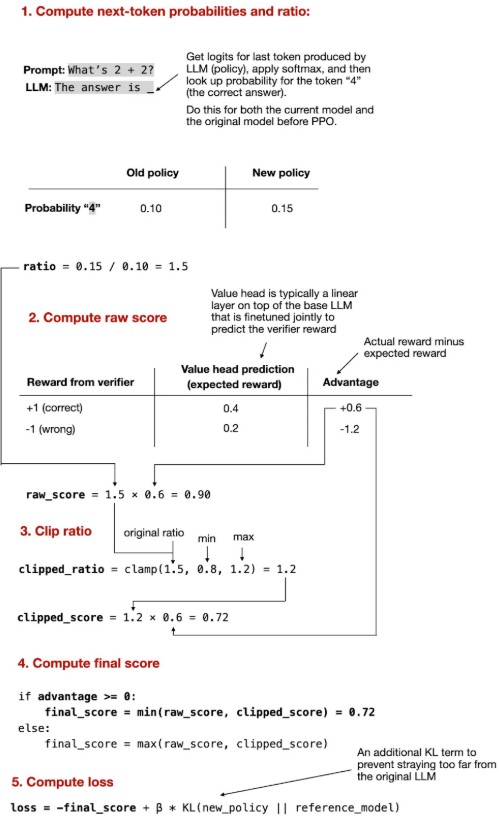 1. Compute next-token probabilities and ratio:
Prompt: What's 2 + 2?
LLM: The answer is _
Get logits for last token produced by
LLM (policy), apply softmax, and then
look up probability for the token “4”
(the correct answer).
Do this for both the current model and
the original model before PPO.
Old policy New policy
Probability “4” 0.10 0.15
ratio = 0.15 / 0.10 = 1.5
2. Compute raw score
Value head is typically a linear
layer on top of the base LLM
that is finetuned jointly to
predict the verifier reward
Actual reward minus
expected reward
Reward from verifier Value head prediction (expected reward) Advantage
+1 (correct) 0.4 +0.6
-1 (wrong) 0.2 -1.2
raw_score = 1.5 × 0.6 = 0.90
3. Clip ratio
original ratio min max
clipped_ratio = clamp(1.5, 0.8, 1.2) = 1.2
clipped_score = 1.2 × 0.6 = 0.72
4. Compute final score
if advantage >= 0:
    final_score = min(raw_score, clipped_score) = 0.72
else:
    final_score = max(raw_score, clipped_score)
An additional KL term to
prevent straying too far from
the original LLM
5. Compute loss
loss = -final_score + β * KL(new_policy || reference_model)